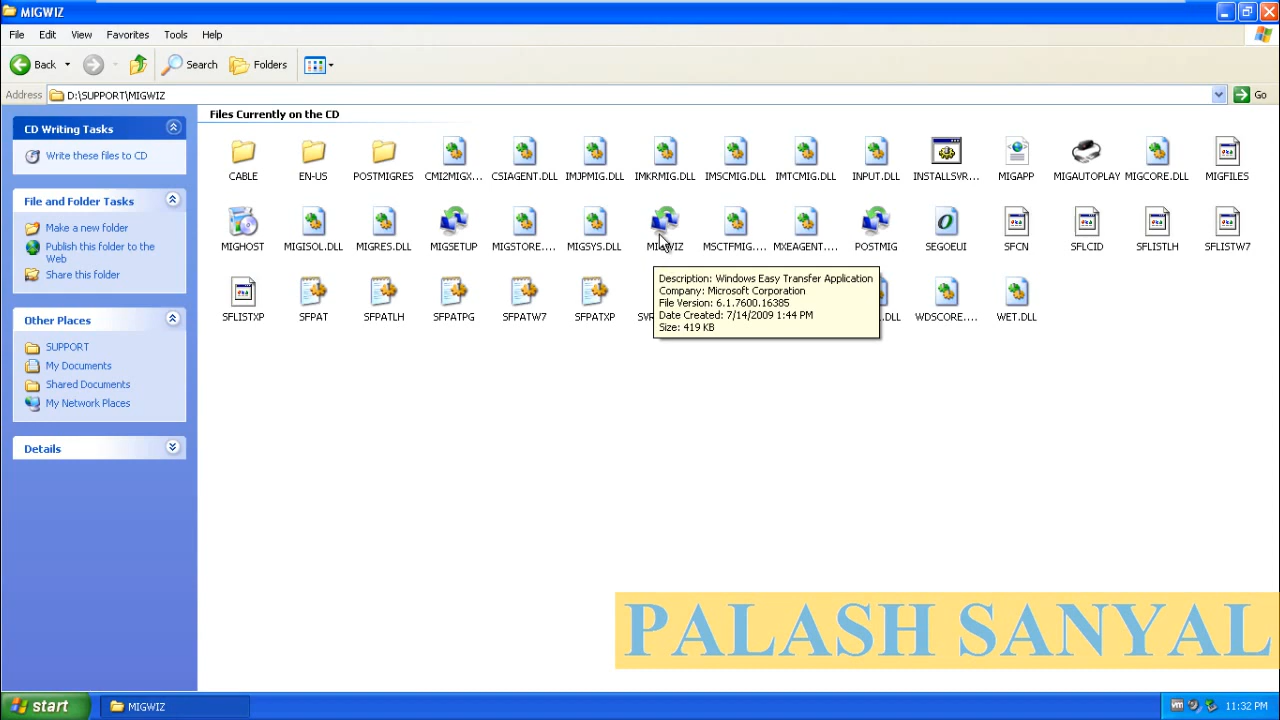 MIGWIZ
File Edit View Favorites Tools Help
Back Search Folders
Address D:\SUPPORT\MIGWIZ Go
CD Writing Tasks
Write these files to CD
File and Folder Tasks
Make a new folder
Publish this folder to the
Web
Share this folder
Other Places
SUPPORT
My Documents
Shared Documents
My Network Places
Details
Files Currently on the CD
CABLE EN-US POSTMIGRES CMI2MIGX... CSIAGENT.DLL IMJPMIG.DLL IMKRMIG.DLL IMSCMIG.DLL IMTCMIG.DLL INPUT.DLL INSTALLSVR... MIGAPP MIGAUTOPLAY MIGCORE.DLL MIGFILES
MIGHOST MIGISOL.DLL MIGRES.DLL MIGSETUP MIGSTORE.... MIGSYS.DLL MIGWIZ MSCTFMIG.... MXEAGENT.... POSTMIG SEGOEUI SFCN SFLCID SFLISTLH SFLISTW7
SFLISTXP SFPAT SFPATLH SFPATPG SFPATW7 SFPATXP .DLL WDSCORE.... WET.DLL
Description: Windows Easy Transfer Application
Company: Microsoft Corporation
File Version: 6.1.7600.16385
Date Created: 7/14/2009 1:44 PM
Size: 419 KB
PALASH SANYAL
start MIGWIZ 11:32 PM